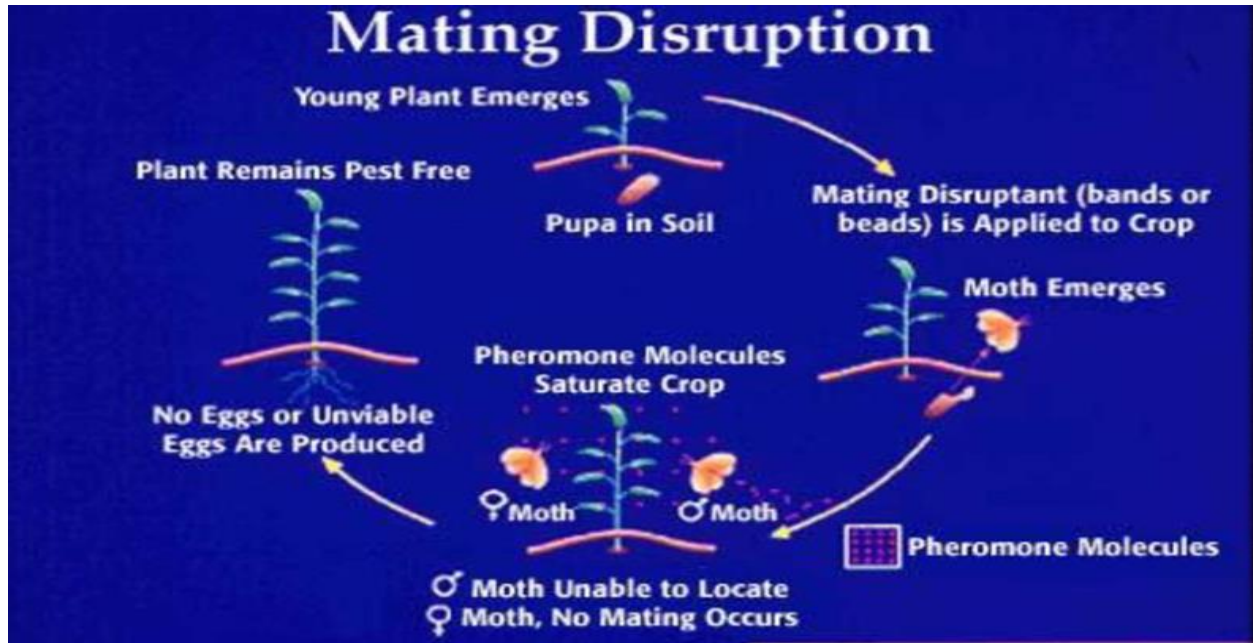 Mating Disruption
Young Plant Emerges
Pupa in Soil
Mating Disruptant (bands or
beads) is Applied to Crop
Moth Emerges
Pheromone Molecules
Saturate Crop
♀ Moth
♂ Moth
Pheromone Molecules
♂ Moth Unable to Locate
♀ Moth, No Mating Occurs
Plant Remains Pest Free
No Eggs or Unviable
Eggs Are Produced